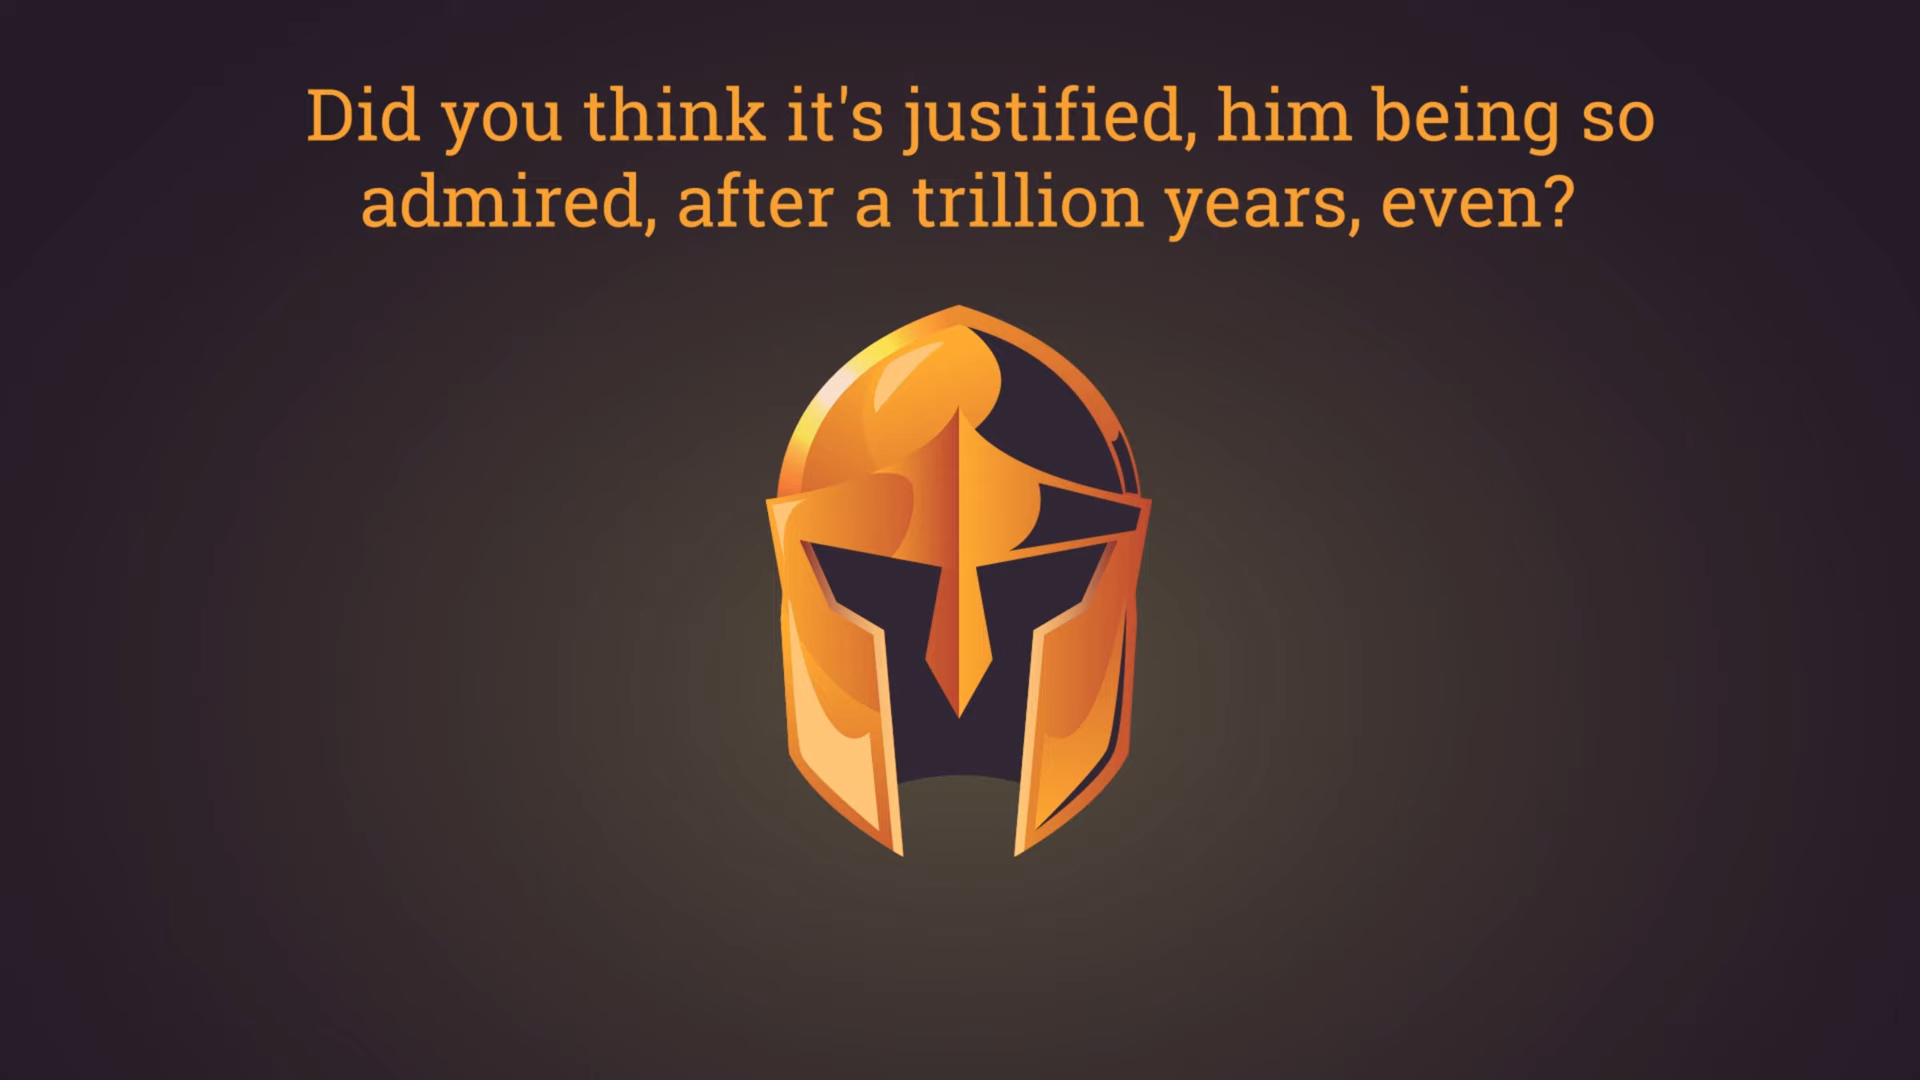 Did you think it's justified, him being so
admired, after a trillion years, even?